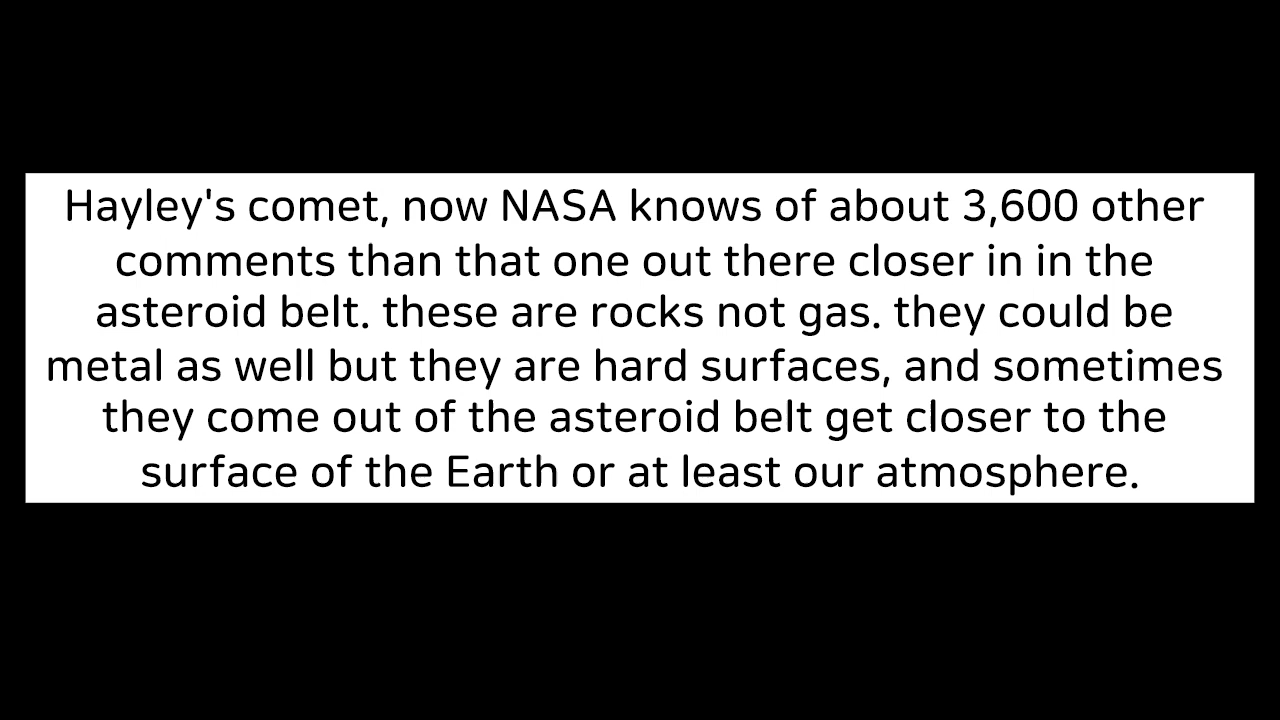 Hayley's comet, now NASA knows of about 3,600 other
comments than that one out there closer in in the
asteroid belt. these are rocks not gas. they could be
metal as well but they are hard surfaces, and sometimes
they come out of the asteroid belt get closer to the
surface of the Earth or at least our atmosphere.